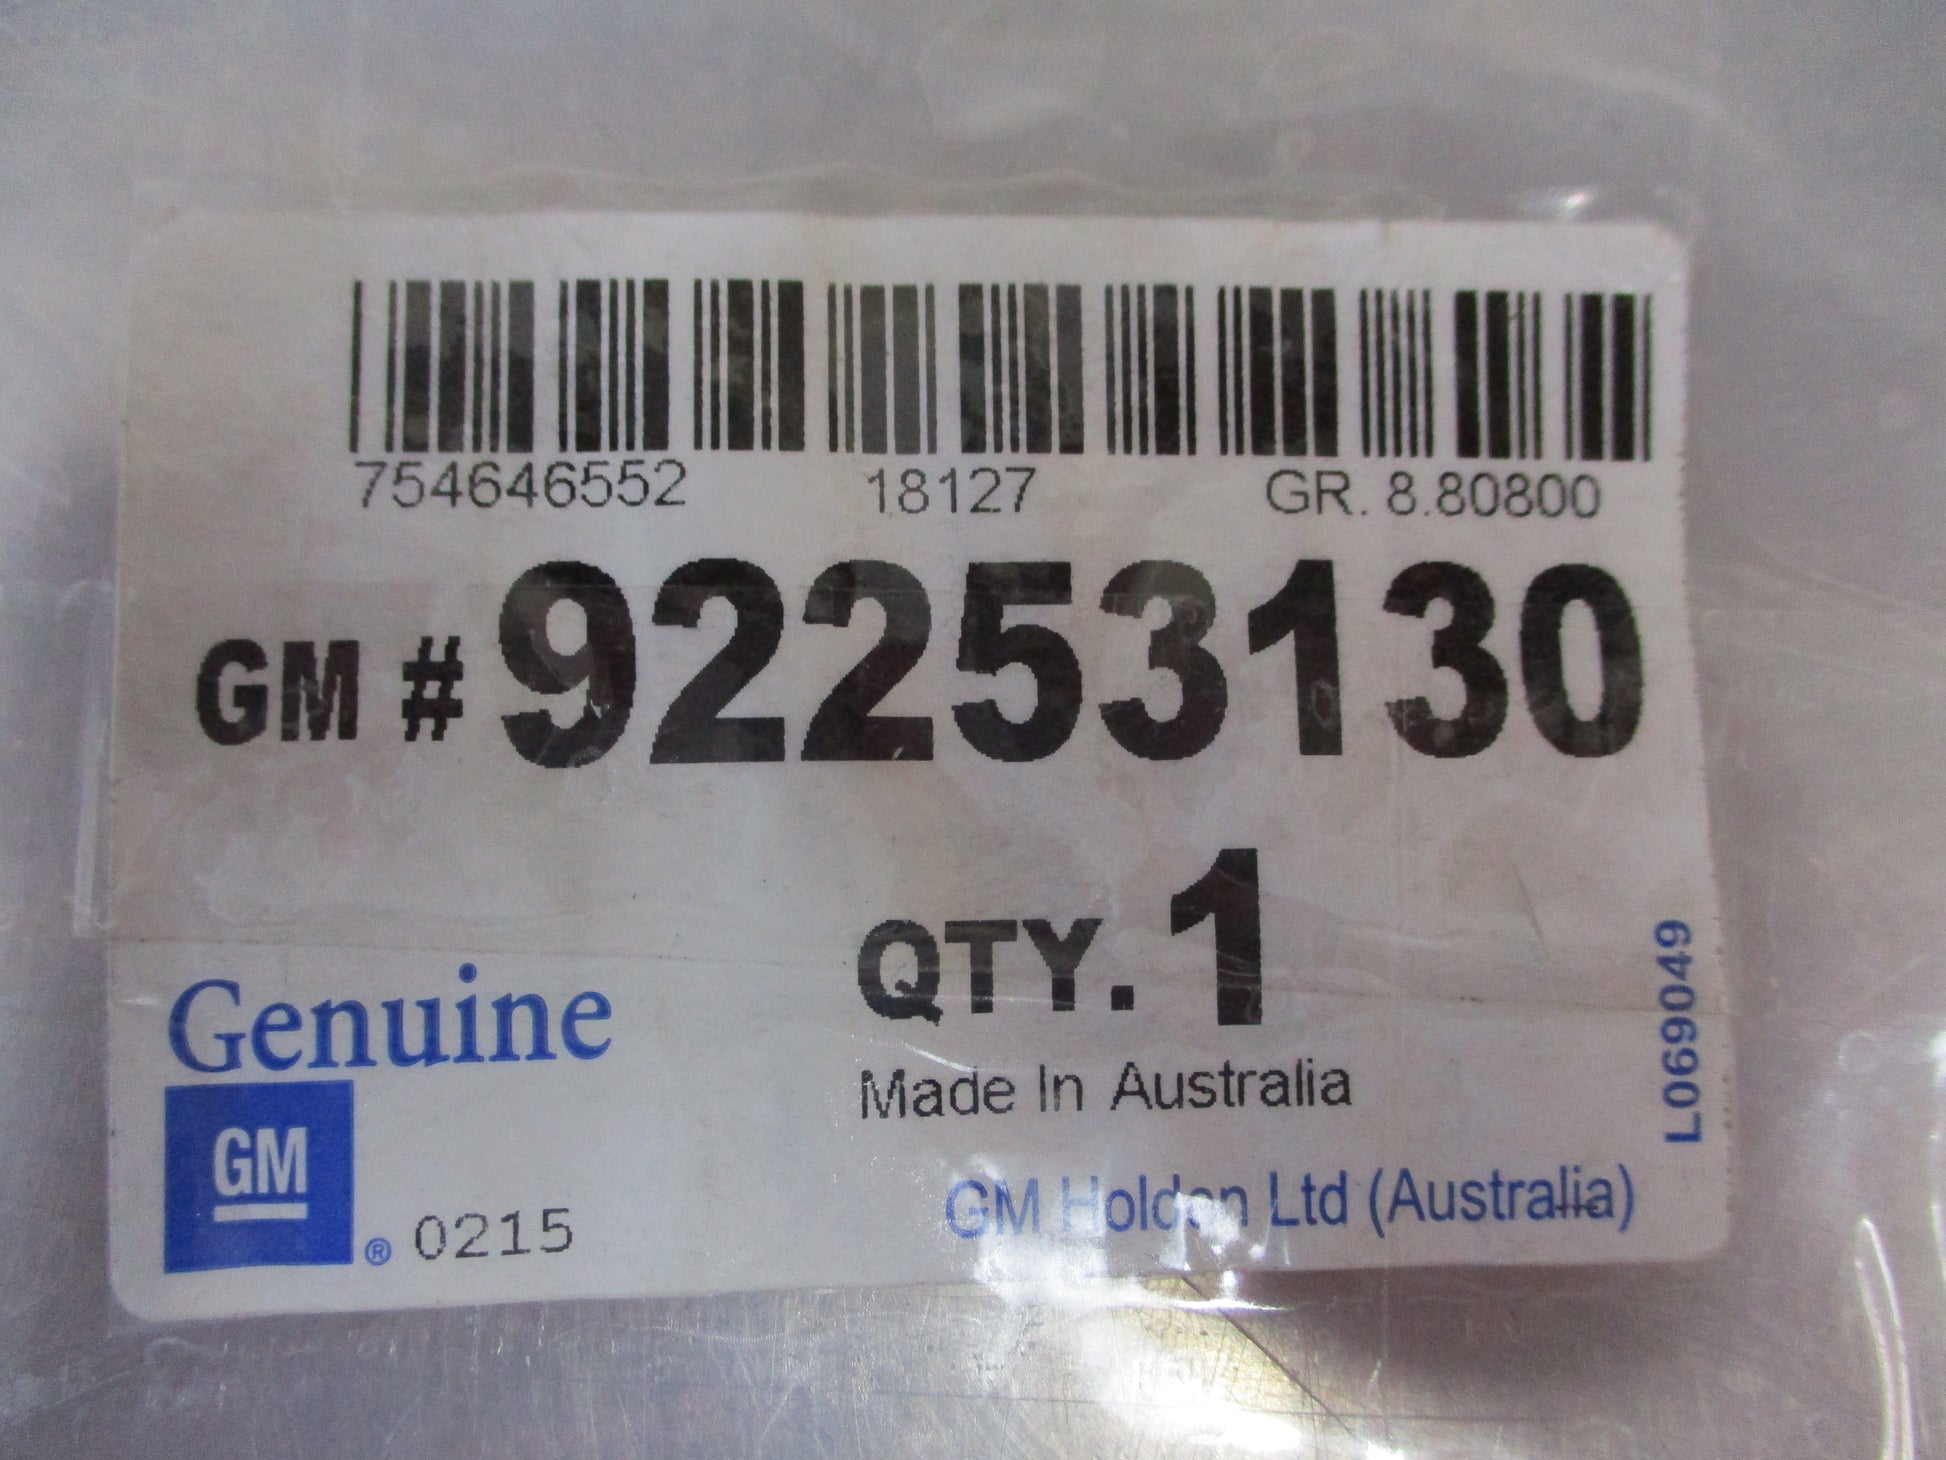 754646552 18127 GR. 8.80800
GM # 92253130
QTY. 1
Made In Australia
Genuine
GM
® 0215
GM Holden Ltd (Australia)
L069049